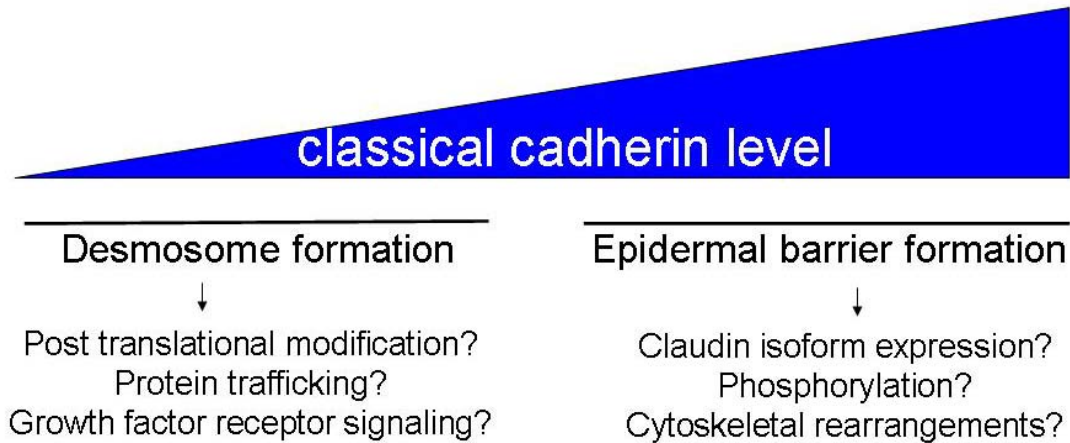 classical cadherin level
Desmosome formation
Post translational modification?
Protein trafficking?
Growth factor receptor signaling?
Epidermal barrier formation
Claudin isoform expression?
Phosphorylation?
Cytoskeletal rearrangements?